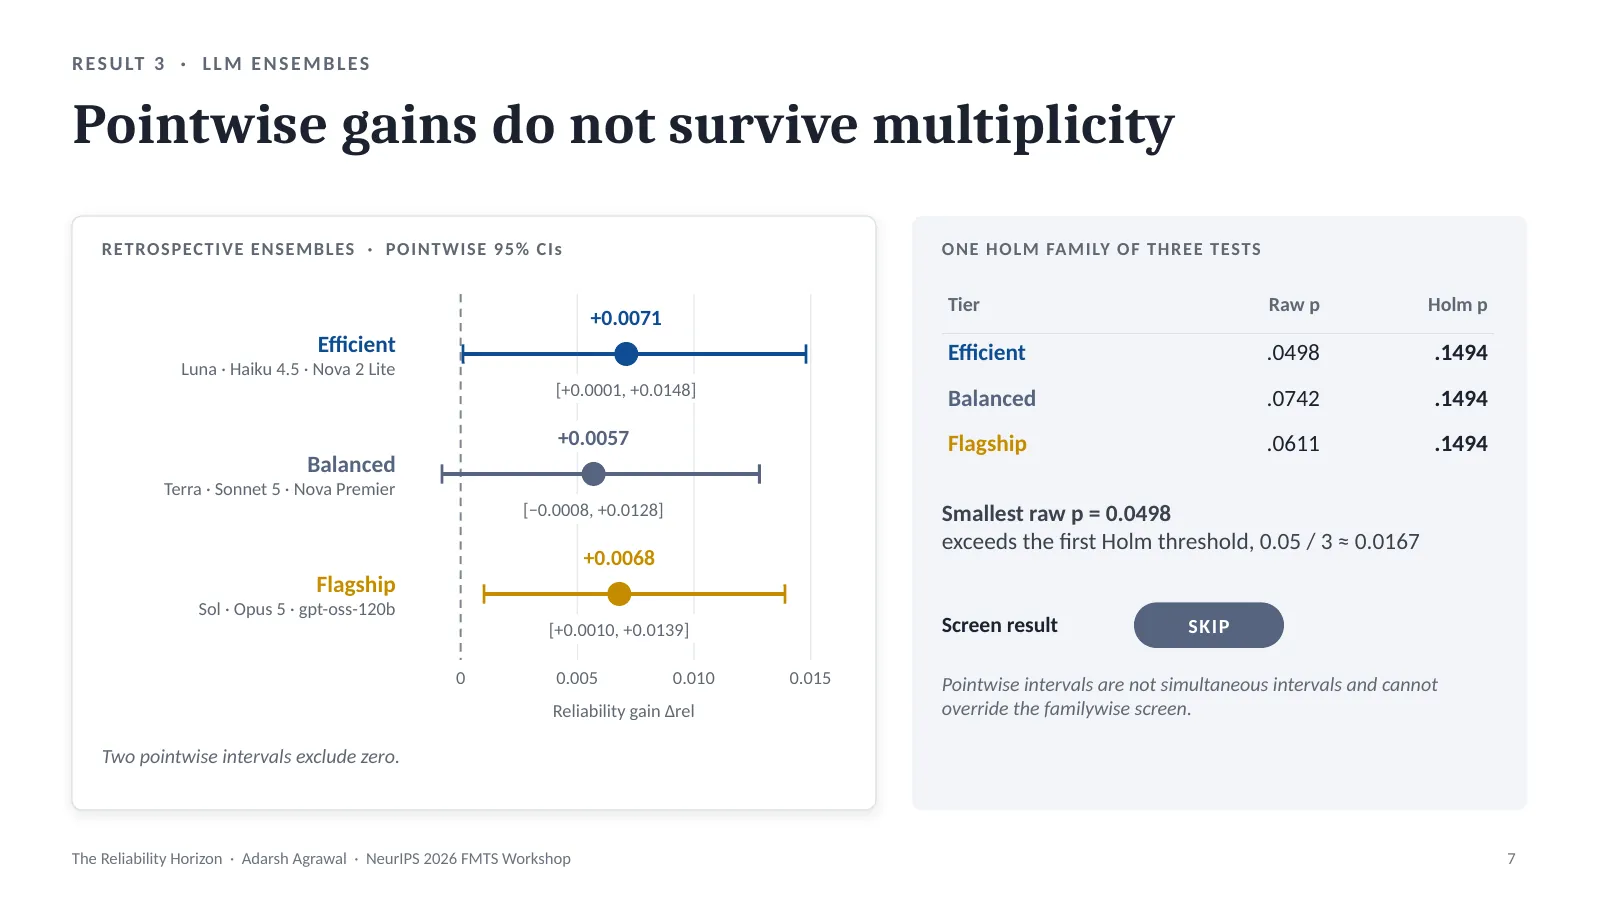 RESULT 3 · LLM ENSEMBLES
Pointwise gains do not survive multiplicity
RETROSPECTIVE ENSEMBLES · POINTWISE 95% CIs
+0.0071
Efficient
Luna · Haiku 4.5 · Nova 2 Lite
[+0.0001, +0.0148]
+0.0057
Balanced
Terra · Sonnet 5 · Nova Premier
[−0.0008, +0.0128]
+0.0068
Flagship
Sol · Opus 5 · gpt-oss-120b
[+0.0010, +0.0139]
0 0.005 0.010 0.015
Reliability gain Δrel
Two pointwise intervals exclude zero.
ONE HOLM FAMILY OF THREE TESTS
Tier Raw p Holm p
Efficient .0498 .1494
Balanced .0742 .1494
Flagship .0611 .1494
Smallest raw p = 0.0498
exceeds the first Holm threshold, 0.05 / 3 ≈ 0.0167
Screen result SKIP
Pointwise intervals are not simultaneous intervals and cannot
override the familywise screen.
The Reliability Horizon · Adarsh Agrawal · NeurIPS 2026 FMTS Workshop
7